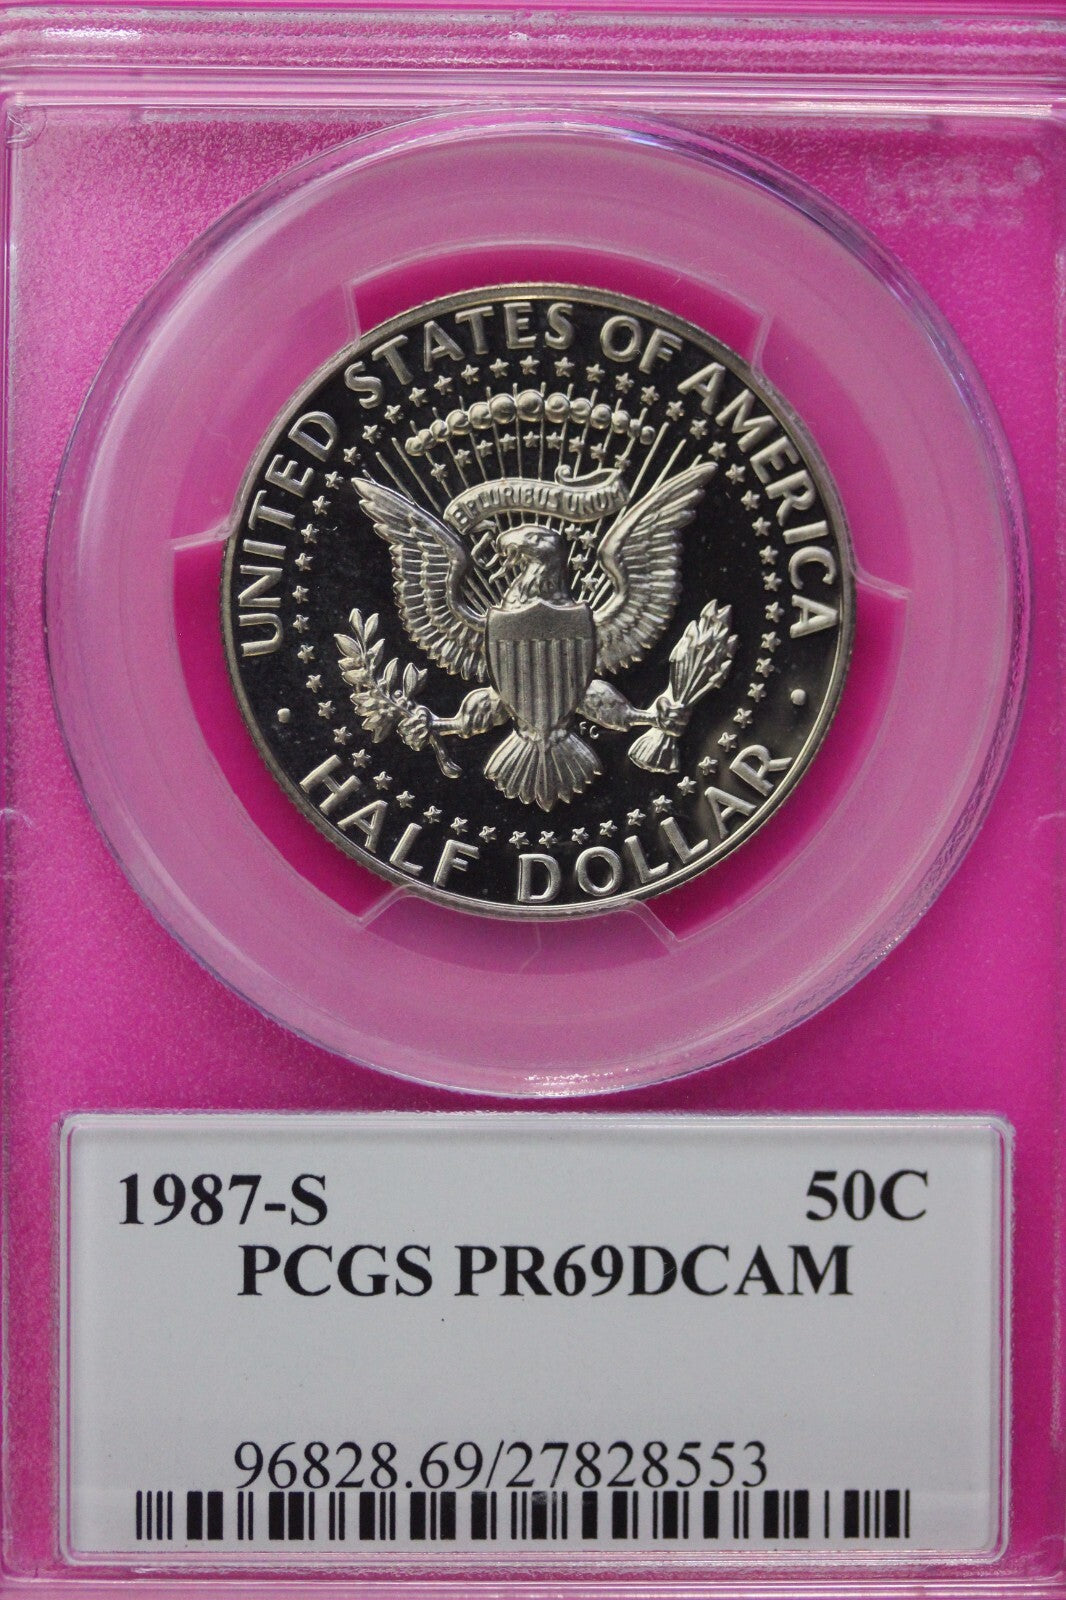 UNITED STATES OF AMERICA
E PLURIBUS UNUM
FG
HALF DOLLAR
1987-S 50C
PCGS PR69DCAM
96828.69/27828553